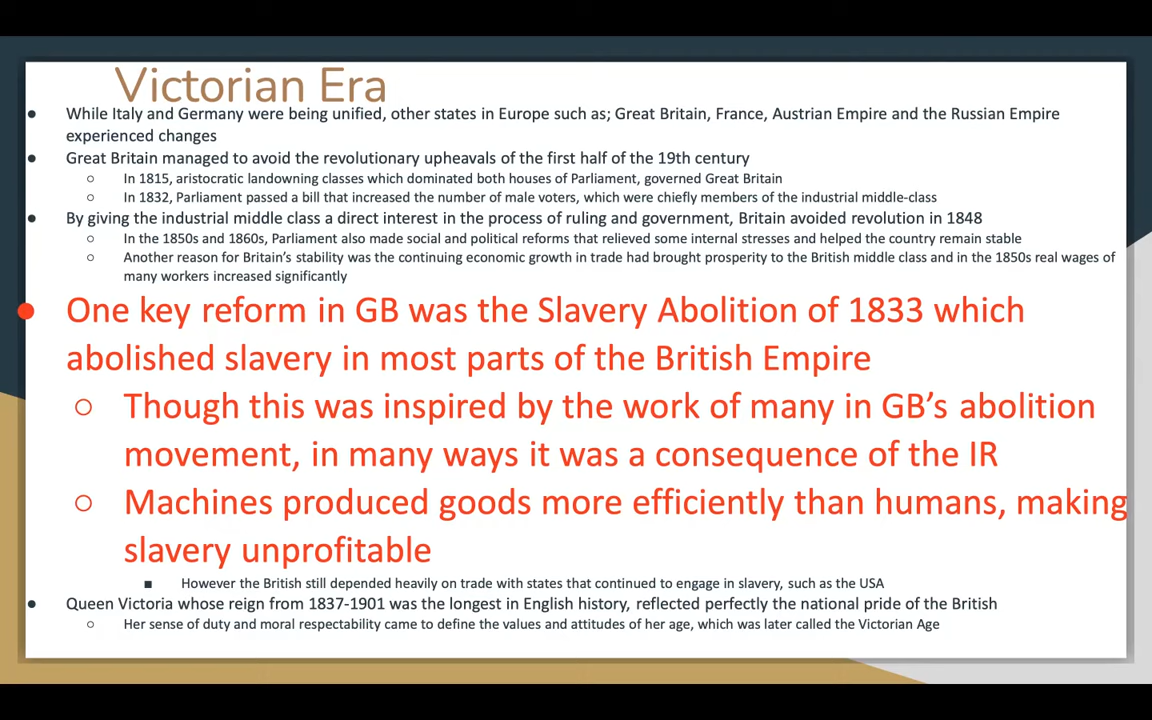 Victorian Era
● While Italy and Germany were being unified, other states in Europe such as; Great Britain, France, Austrian Empire and the Russian Empire
experienced changes
● Great Britain managed to avoid the revolutionary upheavals of the first half of the 19th century
○ In 1815, aristocratic landowning classes which dominated both houses of Parliament, governed Great Britain
○ In 1832, Parliament passed a bill that increased the number of male voters, which were chiefly members of the industrial middle-class
● By giving the industrial middle class a direct interest in the process of ruling and government, Britain avoided revolution in 1848
○ In the 1850s and 1860s, Parliament also made social and political reforms that relieved some internal stresses and helped the country remain stable
○ Another reason for Britain's stability was the continuing economic growth in trade had brought prosperity to the British middle class and in the 1850s real wages of
many workers increased significantly
● One key reform in GB was the Slavery Abolition of 1833 which
abolished slavery in most parts of the British Empire
○ Though this was inspired by the work of many in GB's abolition
movement, in many ways it was a consequence of the IR
○ Machines produced goods more efficiently than humans, making
slavery unprofitable
■ However the British still depended heavily on trade with states that continued to engage in slavery, such as the USA
● Queen Victoria whose reign from 1837-1901 was the longest in English history, reflected perfectly the national pride of the British
○ Her sense of duty and moral respectability came to define the values and attitudes of her age, which was later called the Victorian Age